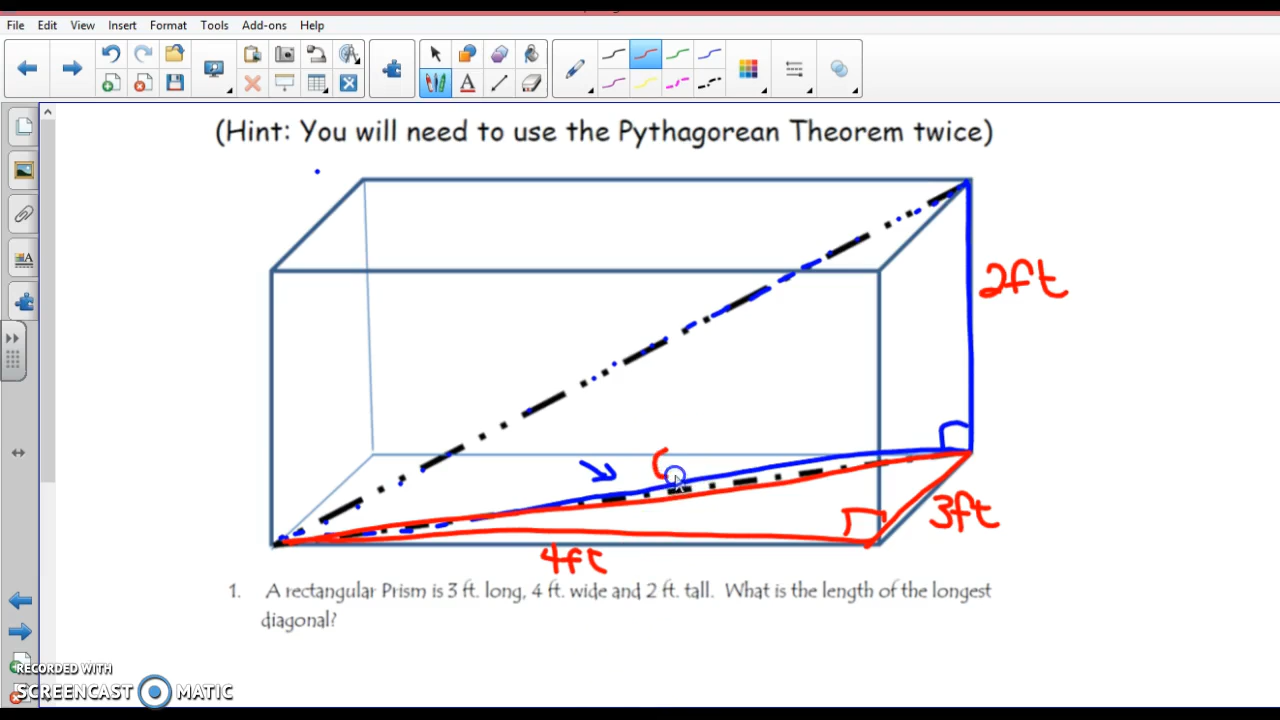 File Edit View Insert Format Tools Add-ons Help
(Hint: You will need to use the Pythagorean Theorem twice)
2ft
C
3ft
4ft
1. A rectangular Prism is 3 ft. long, 4 ft. wide and 2 ft. tall. What is the length of the longest
diagonal?
RECORDED WITH
SCREENCAST MATIC